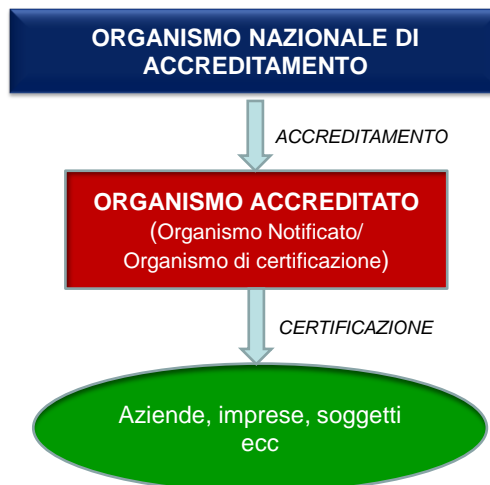 ORGANISMO NAZIONALE DI
ACCREDITAMENTO
ACCREDITAMENTO
ORGANISMO ACCREDITATO
(Organismo Notificato/
Organismo di certificazione)
CERTIFICAZIONE
Aziende, imprese, soggetti
ecc